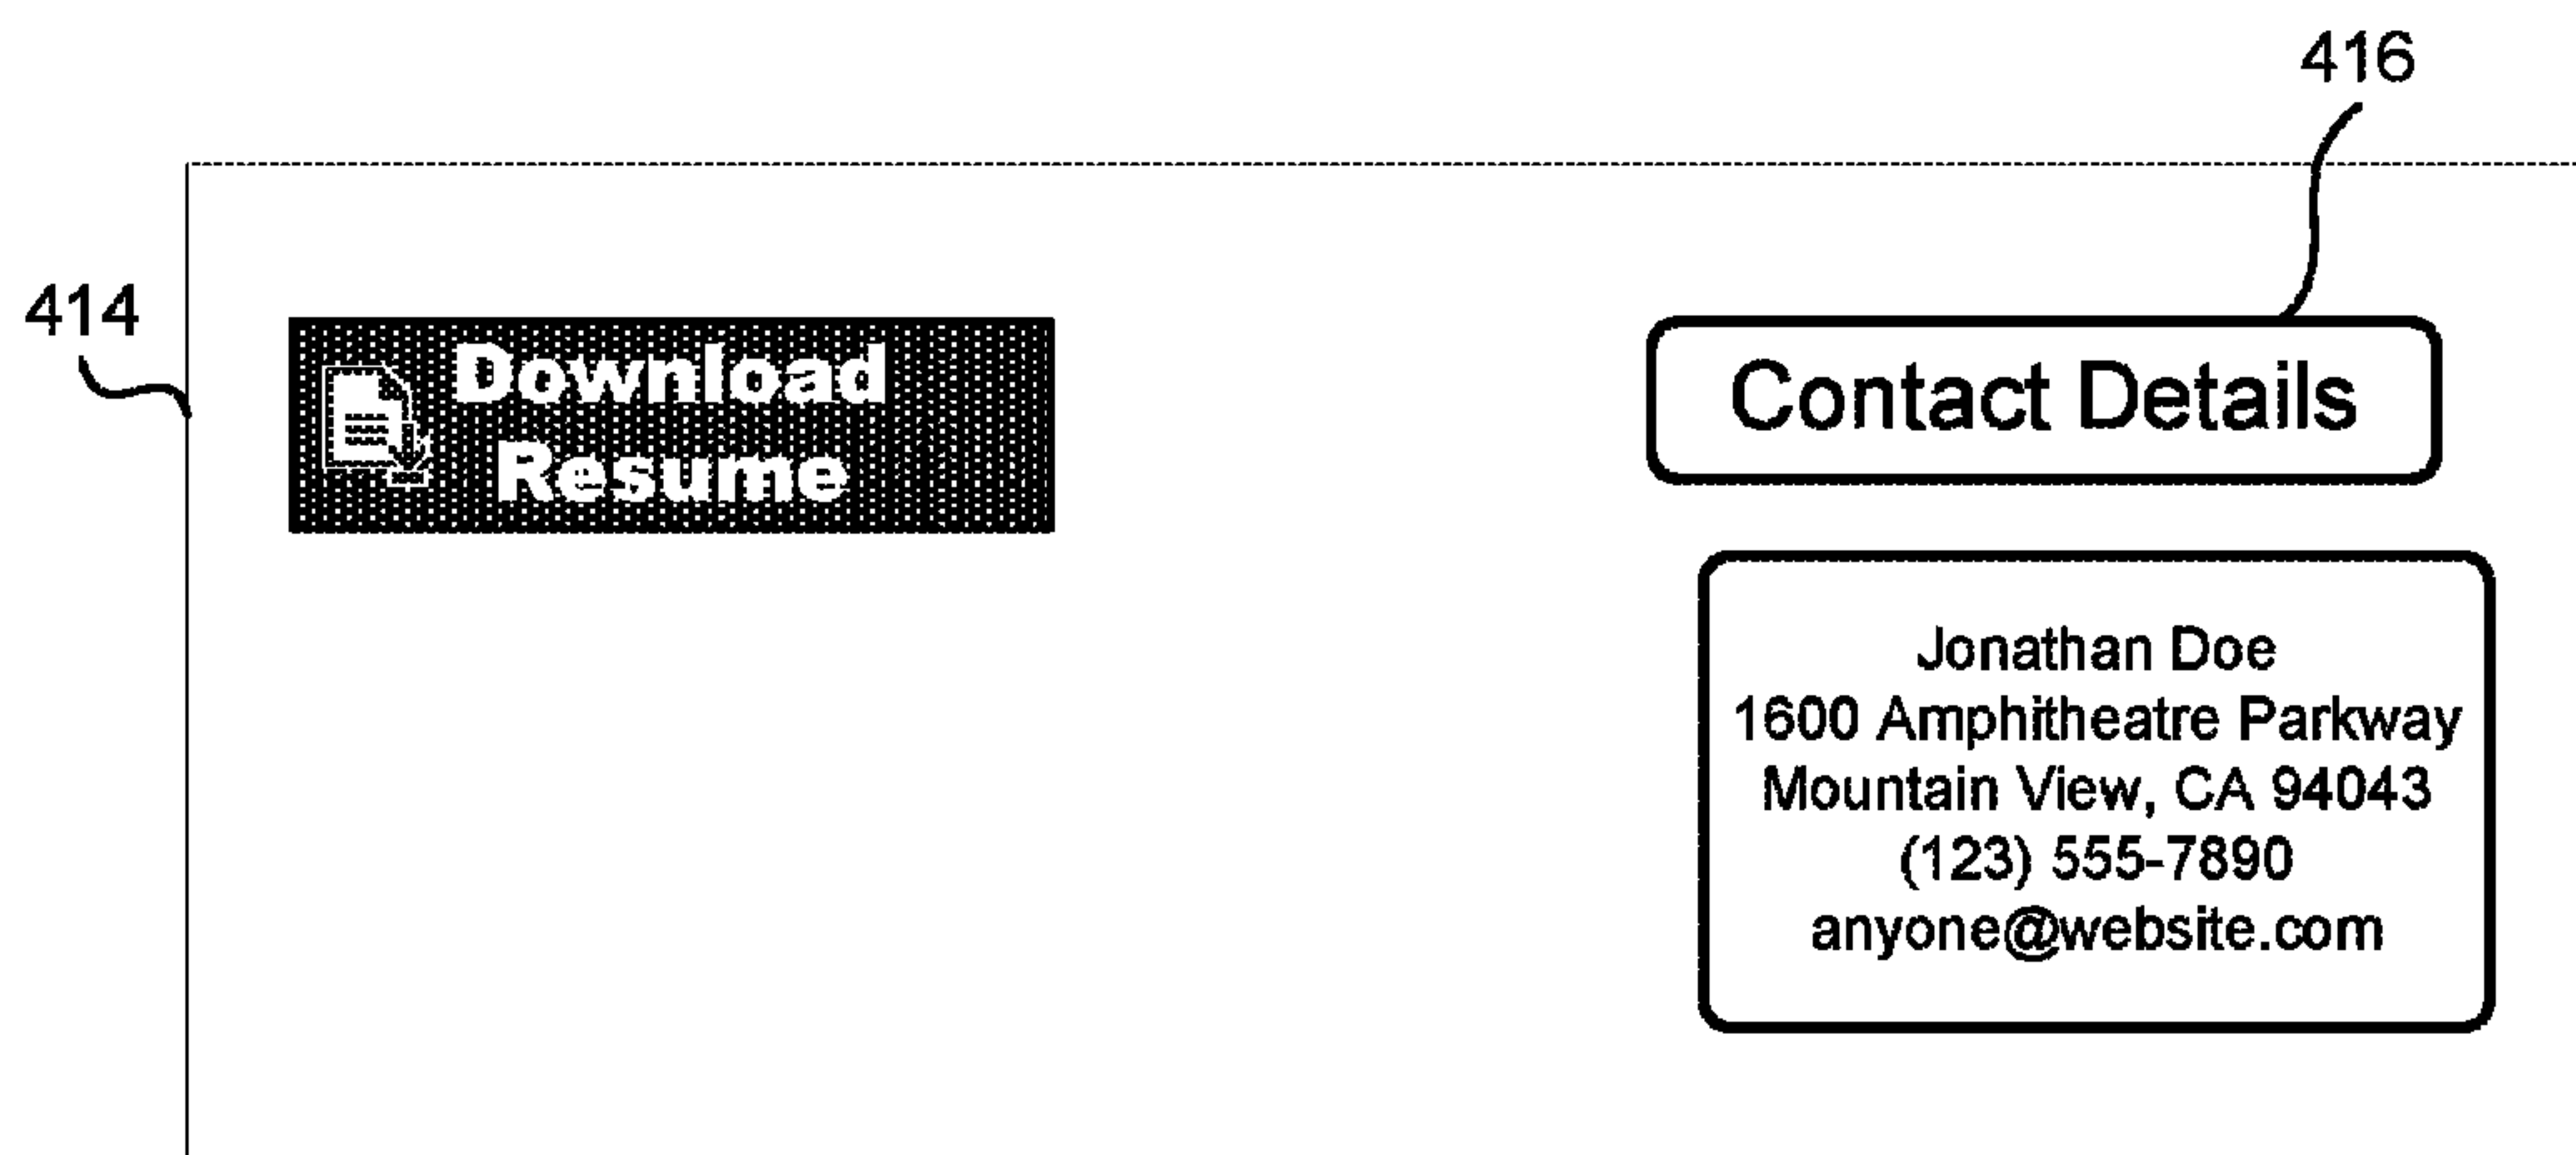 416
414
Download
Resume
Contact Details
Jonathan Doe
1600 Amphitheatre Parkway
Mountain View, CA 94043
(123) 555-7890
anyone@website.com